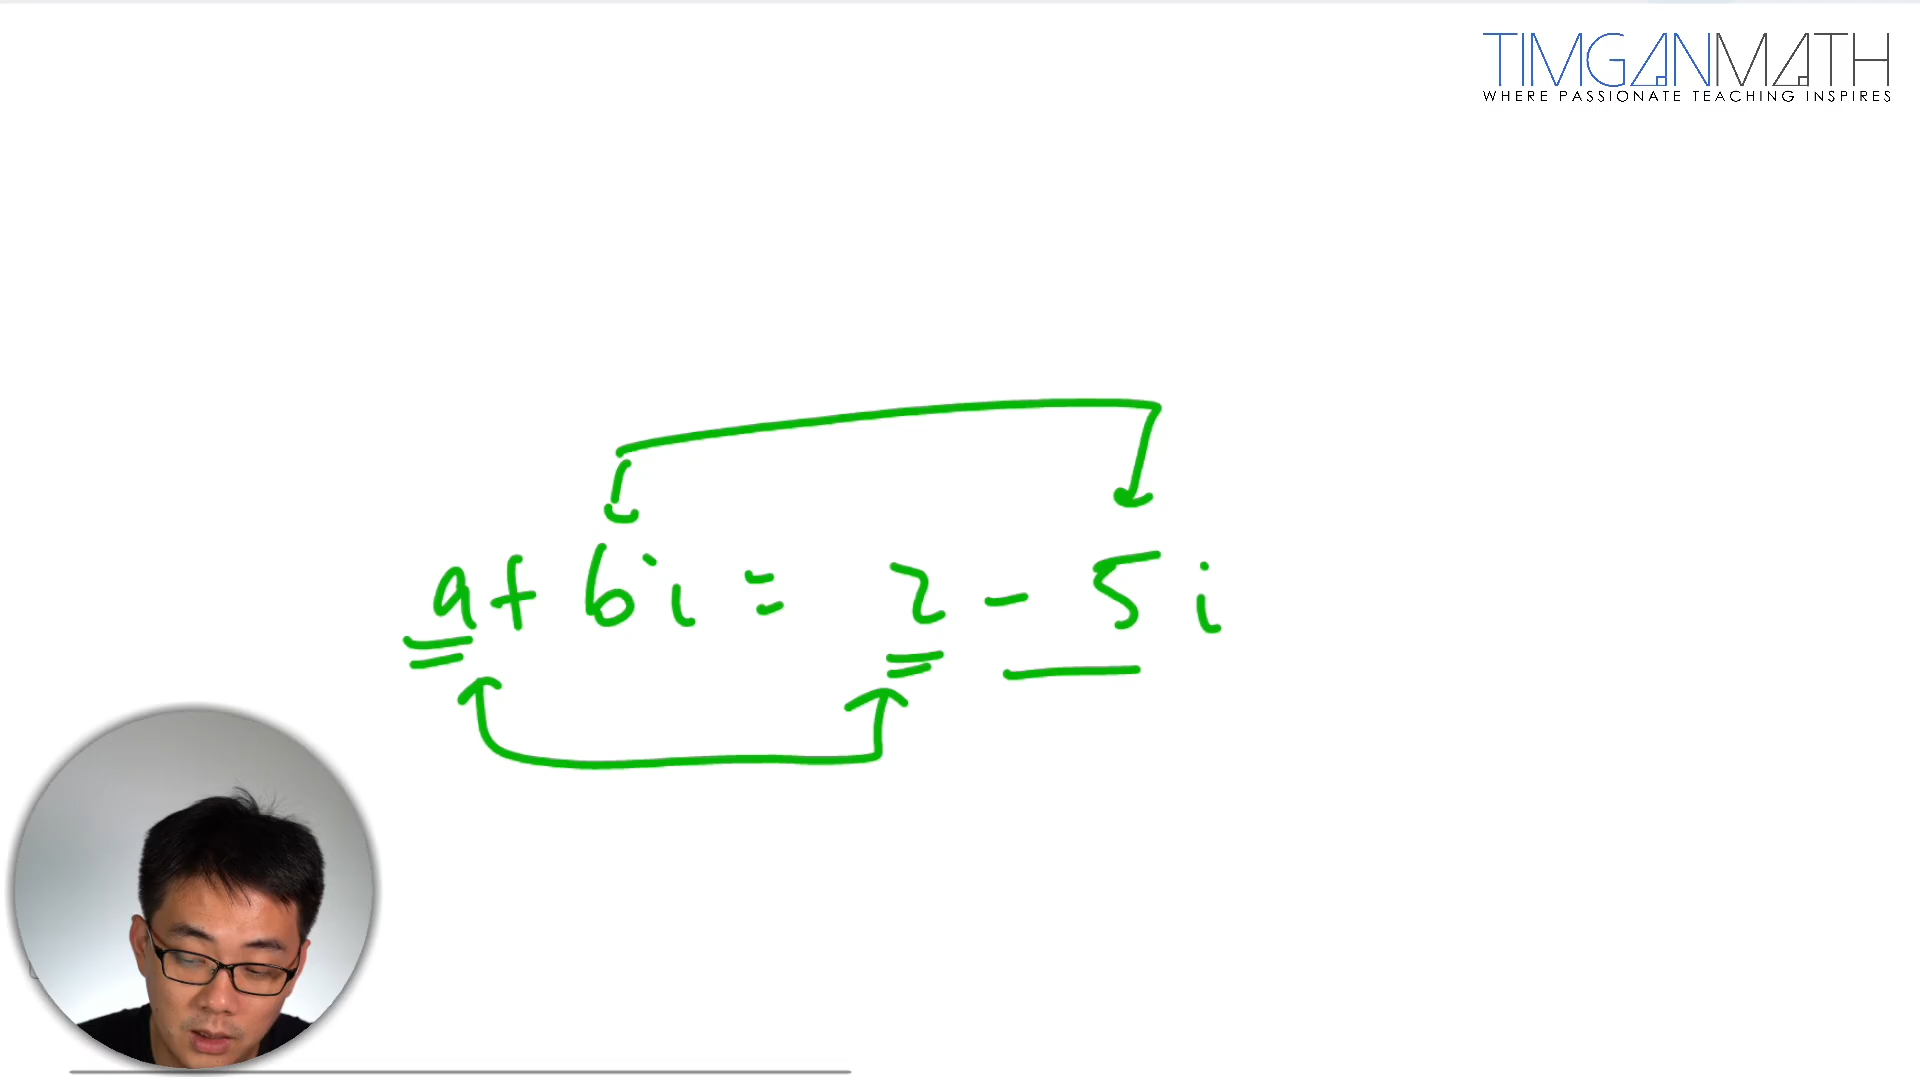 TIMGANMATH
WHERE PASSIONATE TEACHING INSPIRES
a + bi = 2 - 5i